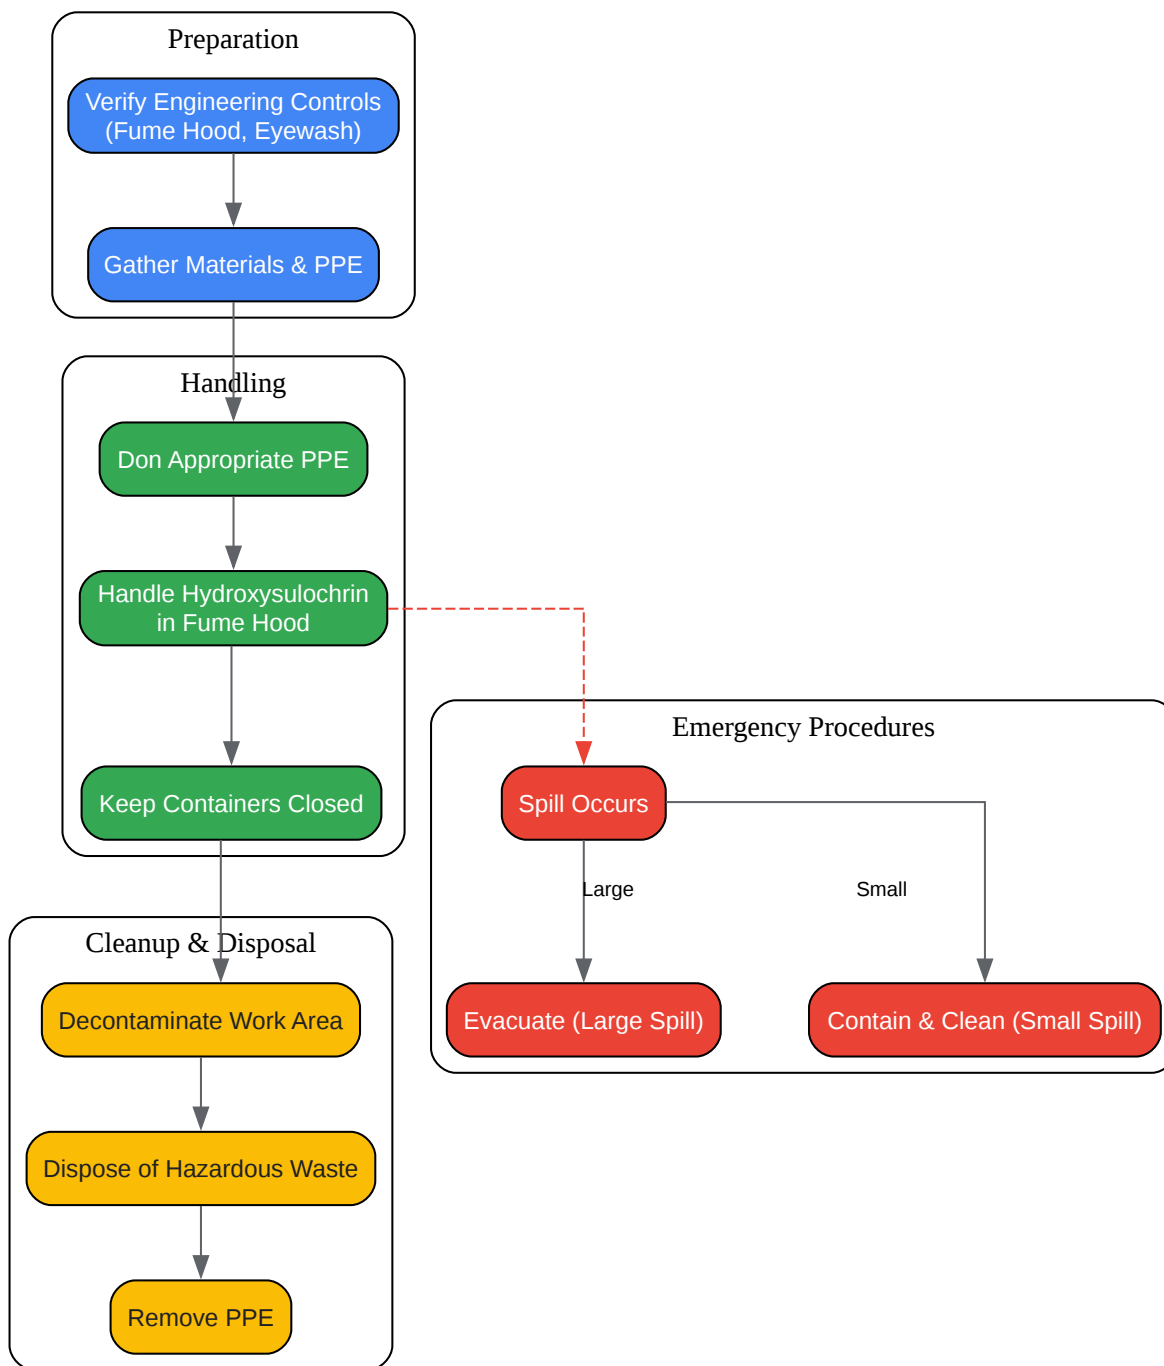 Preparation
Verify Engineering Controls
(Fume Hood, Eyewash)
Gather Materials & PPE
Handling
Don Appropriate PPE
Handle Hydroxysulochrin
in Fume Hood
Keep Containers Closed
Emergency Procedures
Spill Occurs
Large
Small
Evacuate (Large Spill)
Contain & Clean (Small Spill)
Cleanup & Disposal
Decontaminate Work Area
Dispose of Hazardous Waste
Remove PPE